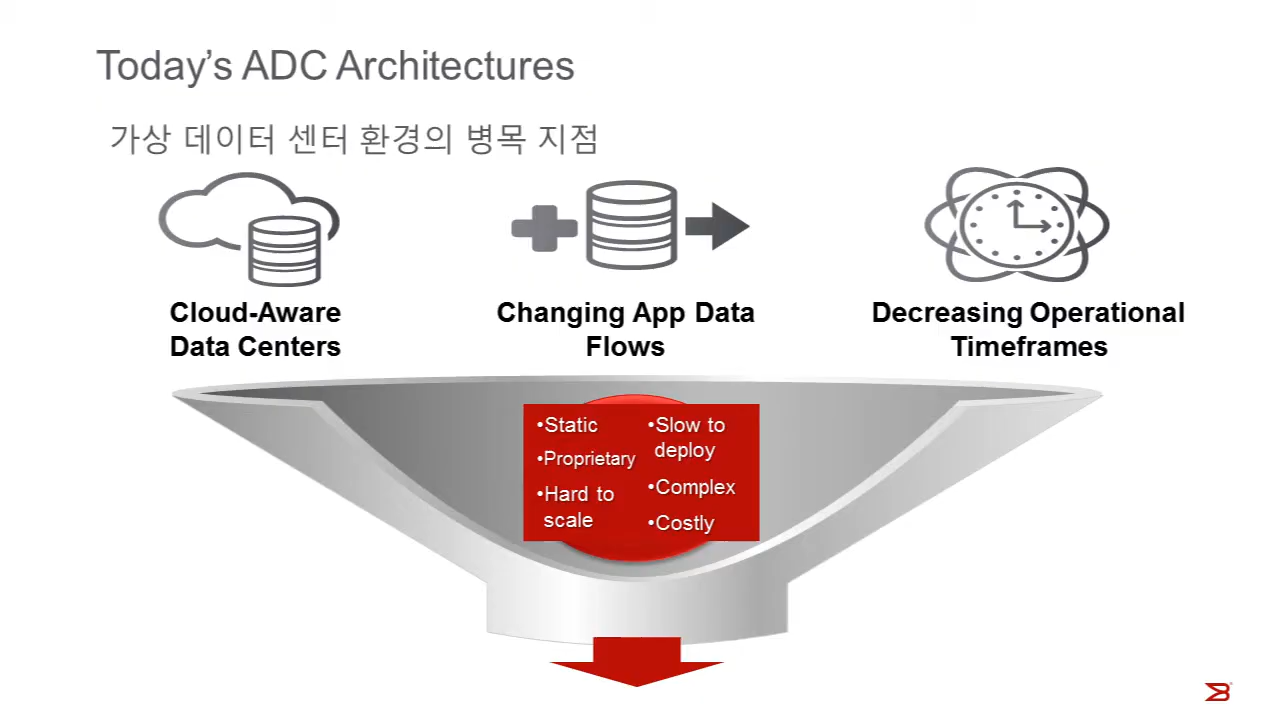 Today's ADC Architectures
가상 데이터 센터 환경의 병목 지점
Cloud-Aware
Data Centers
Changing App Data
Flows
Decreasing Operational
Timeframes
•Static
•Proprietary
•Hard to
scale
•Slow to
deploy
•Complex
•Costly